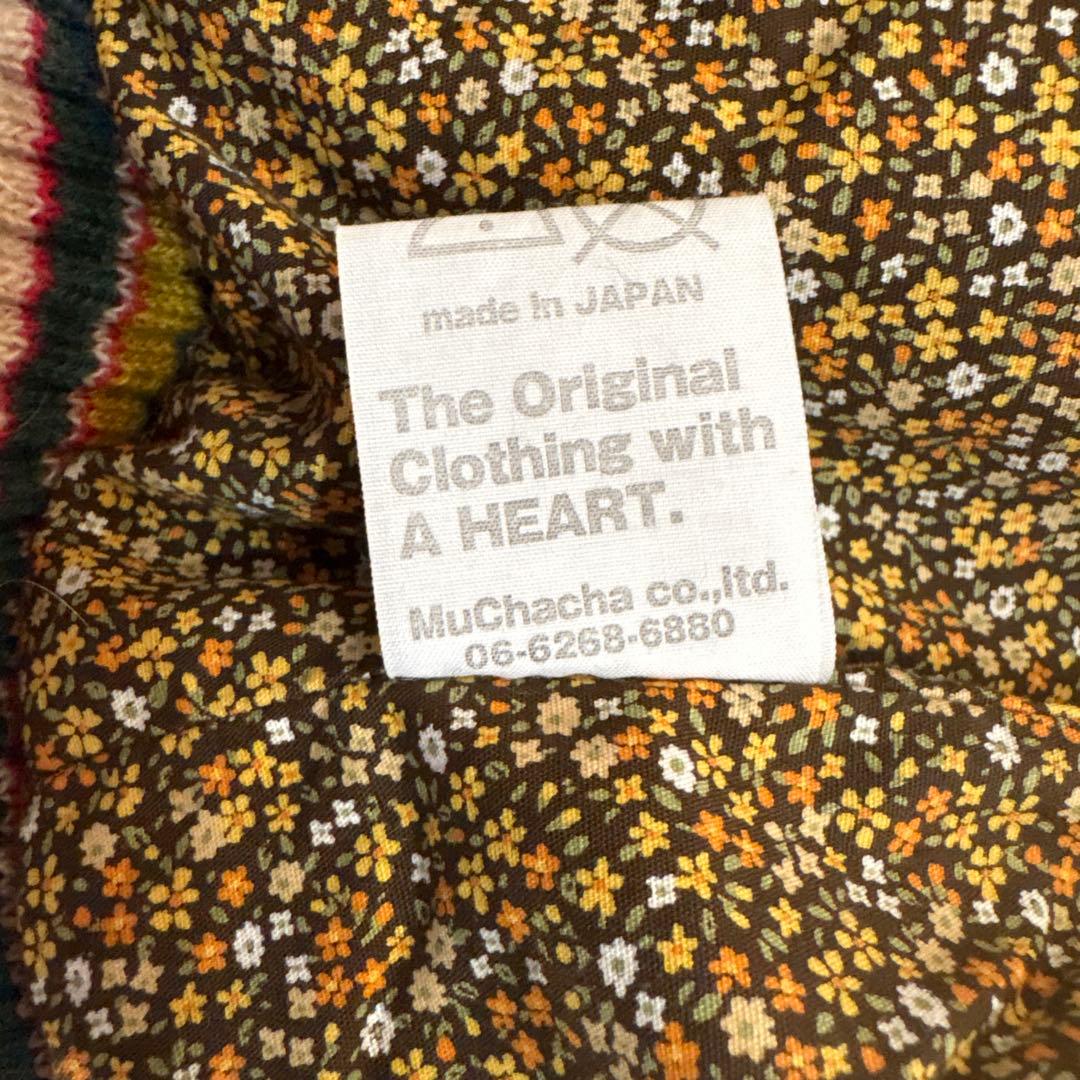 made in JAPAN
The Original
Clothing with
A HEART.
MuChacha co.,ltd.
06-6268-6880